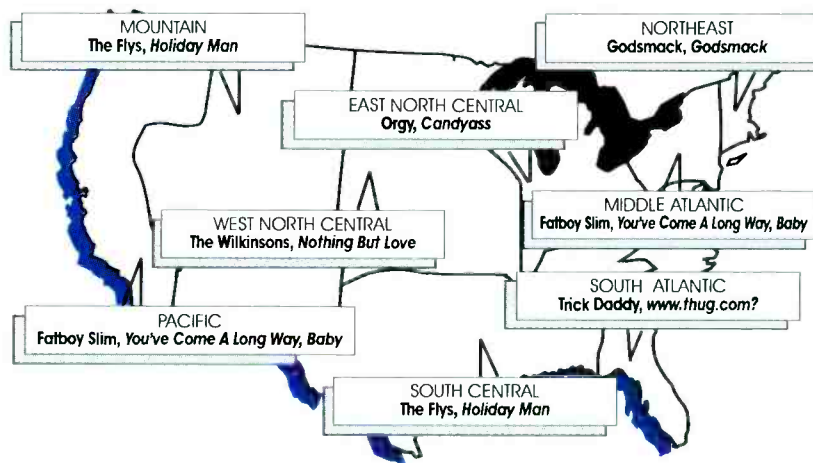 MOUNTAIN
The Flys, Holiday Man
NORTHEAST
Godsmack, Godsmack
EAST NORTH CENTRAL
Orgy, Candyass
WEST NORTH CENTRAL
The Wilkinsons, Nothing But Love
MIDDLE ATLANTIC
Fatboy Slim, You've Come A Long Way, Baby
SOUTH ATLANTIC
Trick Daddy, www.thug.com?
PACIFIC
Fatboy Slim, You've Come A Long Way, Baby
SOUTH CENTRAL
The Flys, Holiday Man